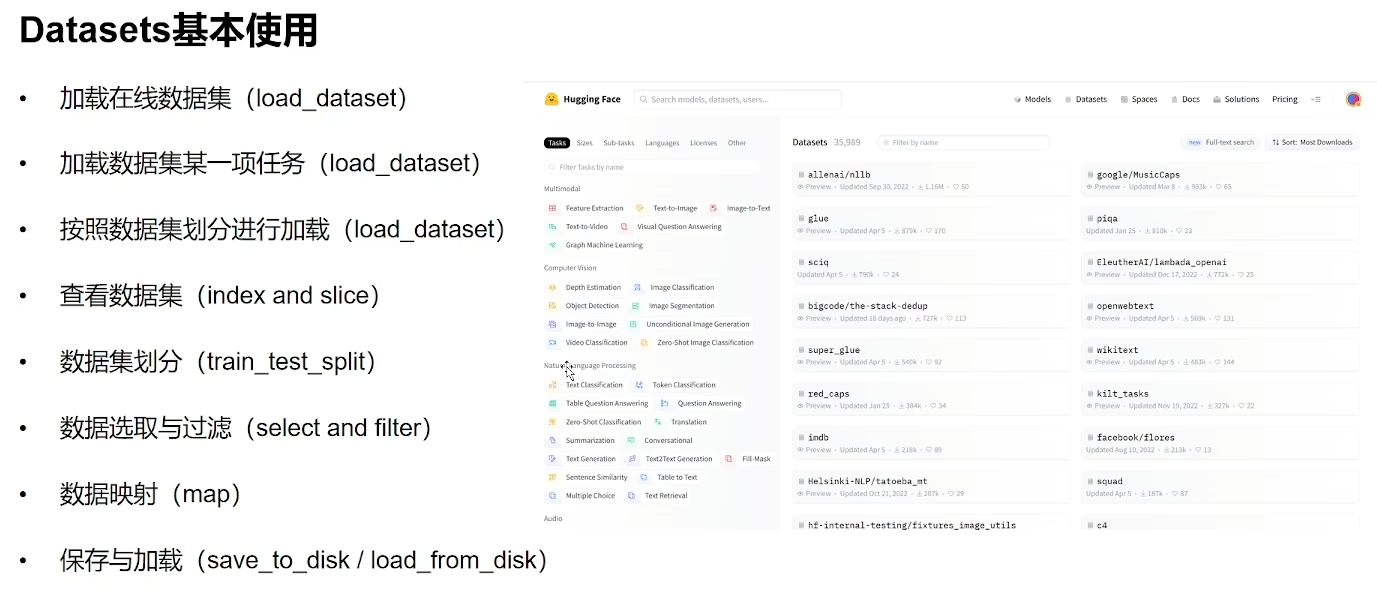 Datasets基本使用
• 加载在线数据集（load_dataset）
• 加载数据集某一项任务（load_dataset）
• 按照数据集划分进行加载（load_dataset）
• 查看数据集（index and slice）
• 数据集划分（train_test_split）
• 数据选取与过滤（select and filter）
• 数据映射（map）
• 保存与加载（save_to_disk / load_from_disk）
Hugging Face
Search models, datasets, users...
Models Datasets Spaces Docs Solutions Pricing
Tasks Sizes Sub-tasks Languages Licenses Other
Filter Tasks by name
Multimodal
Feature Extraction Text-to-Image Image-to-Text
Text-to-Video Visual Question Answering
Graph Machine Learning
Computer Vision
Depth Estimation Image Classification
Object Detection Image Segmentation
Image-to-Image Unconditional Image Generation
Video Classification Zero-Shot Image Classification
Natural Language Processing
Text Classification Token Classification
Table Question Answering Question Answering
Zero-Shot Classification Translation
Summarization Conversational
Text Generation Text2Text Generation Fill-Mask
Sentence Similarity Table to Text
Multiple Choice Text Retrieval
Audio
Datasets 35,989 Filter by name new Full-text search Sort: Most Downloads
allenai/nllb
Preview • Updated Sep 30, 2022 • 1.16M • 60
google/MusicCaps
Preview • Updated Mar 8 • 983k • 65
glue
Preview • Updated Apr 5 • 879k • 170
piqa
Updated Jan 25 • 810k • 23
sciq
Updated Apr 5 • 790k • 24
EleutherAI/lambada_openai
Preview • Updated Dec 17, 2022 • 772k • 25
bigcode/the-stack-dedup
Preview • Updated 18 days ago • 727k • 113
openwebtext
Preview • Updated Apr 5 • 569k • 131
super_glue
Preview • Updated Apr 5 • 540k • 92
wikitext
Preview • Updated Apr 5 • 483k • 144
red_caps
Preview • Updated Jan 25 • 384k • 34
kilt_tasks
Preview • Updated Nov 19, 2022 • 327k • 22
imdb
Preview • Updated Apr 5 • 218k • 89
facebook/flores
Updated Aug 10, 2022 • 213k • 13
Helsinki-NLP/tatoeba_mt
Preview • Updated Oct 21, 2022 • 207k • 29
squad
Updated Apr 5 • 187k • 87
hf-internal-testing/fixtures_image_utils
c4